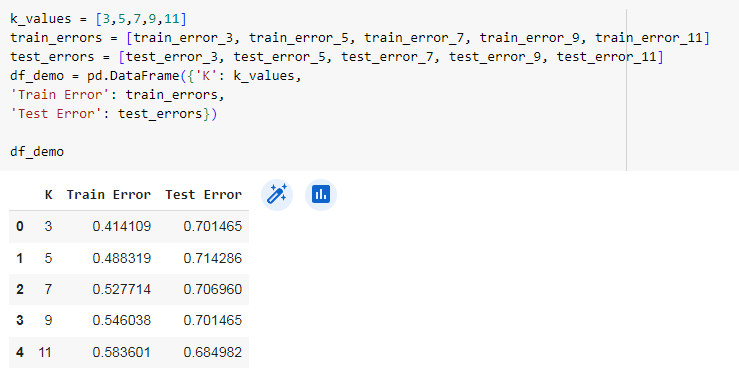 k_values = [3,5,7,9,11]
train_errors = [train_error_3, train_error_5, train_error_7, train_error_9, train_error_11]
test_errors = [test_error_3, test_error_5, test_error_7, test_error_9, test_error_11]
df_demo = pd.DataFrame({'K': k_values,
'Train Error': train_errors,
'Test Error': test_errors})
df_demo
K Train Error Test Error
0 3 0.414109 0.701465
1 5 0.488319 0.714286
2 7 0.527714 0.706960
3 9 0.546038 0.701465
4 11 0.583601 0.684982